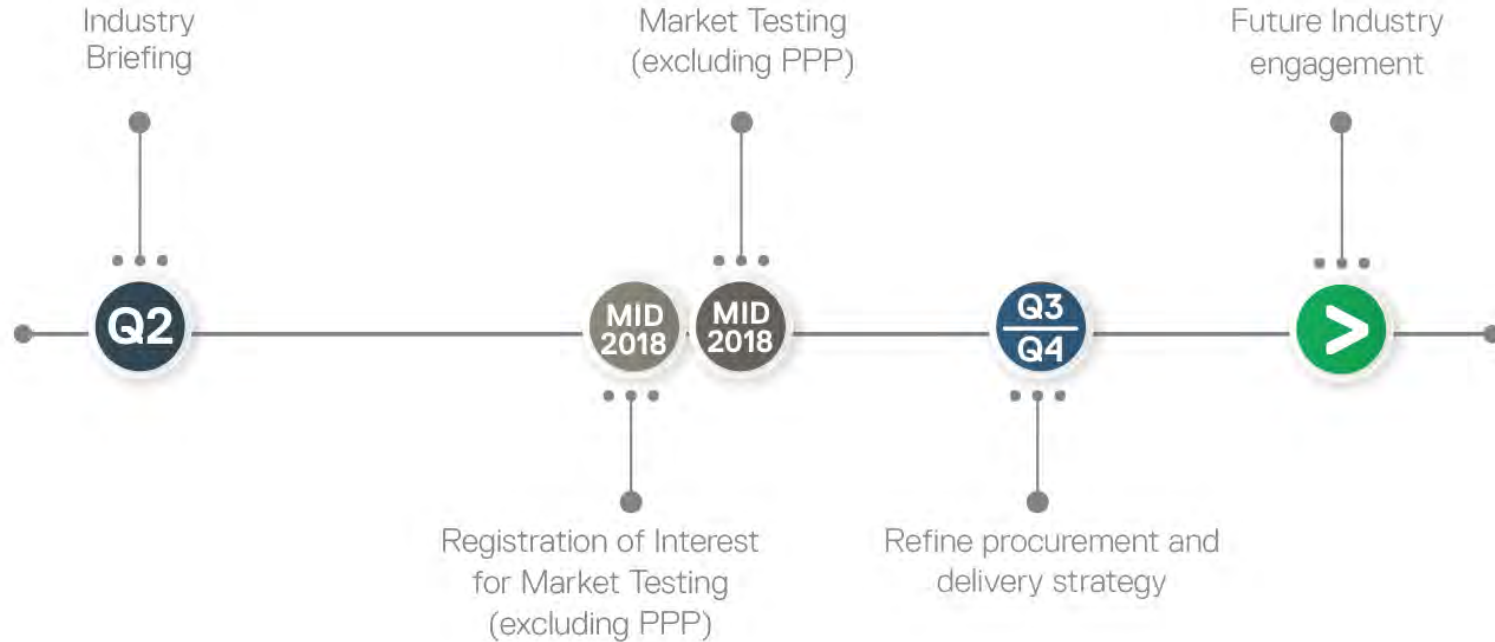 Industry
Briefing
Market Testing
(excluding PPP)
Future Industry
engagement
Q2
MID
2018
MID
2018
Q3
Q4
>
Registration of Interest
for Market Testing
(excluding PPP)
Refine procurement and
delivery strategy